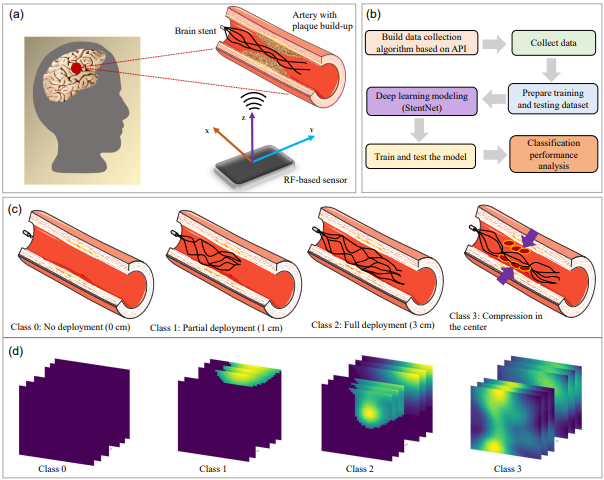 (a)
Brain stent
Artery with
plaque build-up
Z
X
Y
RF-based sensor
(b)
Build data collection
algorithm based on API
Collect data
Deep learning modeling
(StentNet)
Prepare training
and testing dataset
Train and test the model
Classification
performance
analysis
(c)
Class 0: No deployment (0 cm)
Class 1: Partial deployment (1 cm)
Class 2: Full deployment (3 cm)
Class 3: Compression in
the center
(d)
Class 0
Class 1
Class 2
Class 3